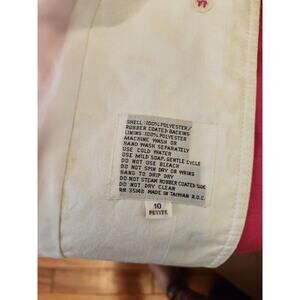 SHELL:100% POLYESTER/
RUBBER COATED BACKING
LINING:100% POLYESTER
MACHINE WASH OR
HAND WASH SEPARATELY
USE COLD WATER
USE MILD SOAP, GENTLE CYCLE
DO NOT USE BLEACH
DO NOT SPIN DRY OR WRING
HANG TO DRIP DRY
DO NOT STEAM RUBBER COATED SIDE
DO NOT DRY CLEAN
RN 35140 MADE IN TAIWAN R.O.C.
10
PETITE